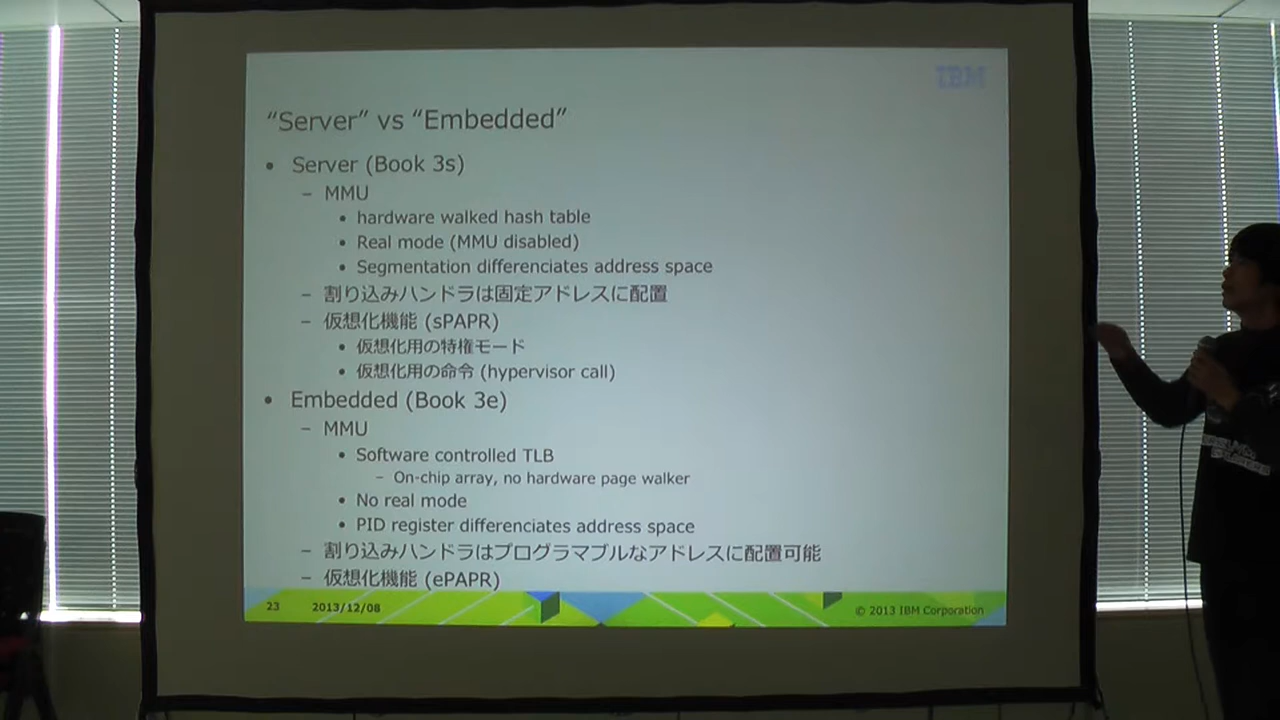 IBM
“Server” vs “Embedded”
• Server (Book 3s)
– MMU
• hardware walked hash table
• Real mode (MMU disabled)
• Segmentation differenciates address space
– 割り込みハンドラは固定アドレスに配置
– 仮想化機能 (sPAPR)
• 仮想化用の特権モード
• 仮想化用の命令 (hypervisor call)
• Embedded (Book 3e)
– MMU
• Software controlled TLB
– On-chip array, no hardware page walker
• No real mode
• PID register differenciates address space
– 割り込みハンドラはプログラマブルなアドレスに配置可能
– 仮想化機能 (ePAPR)
23 2013/12/08 © 2013 IBM Corporation